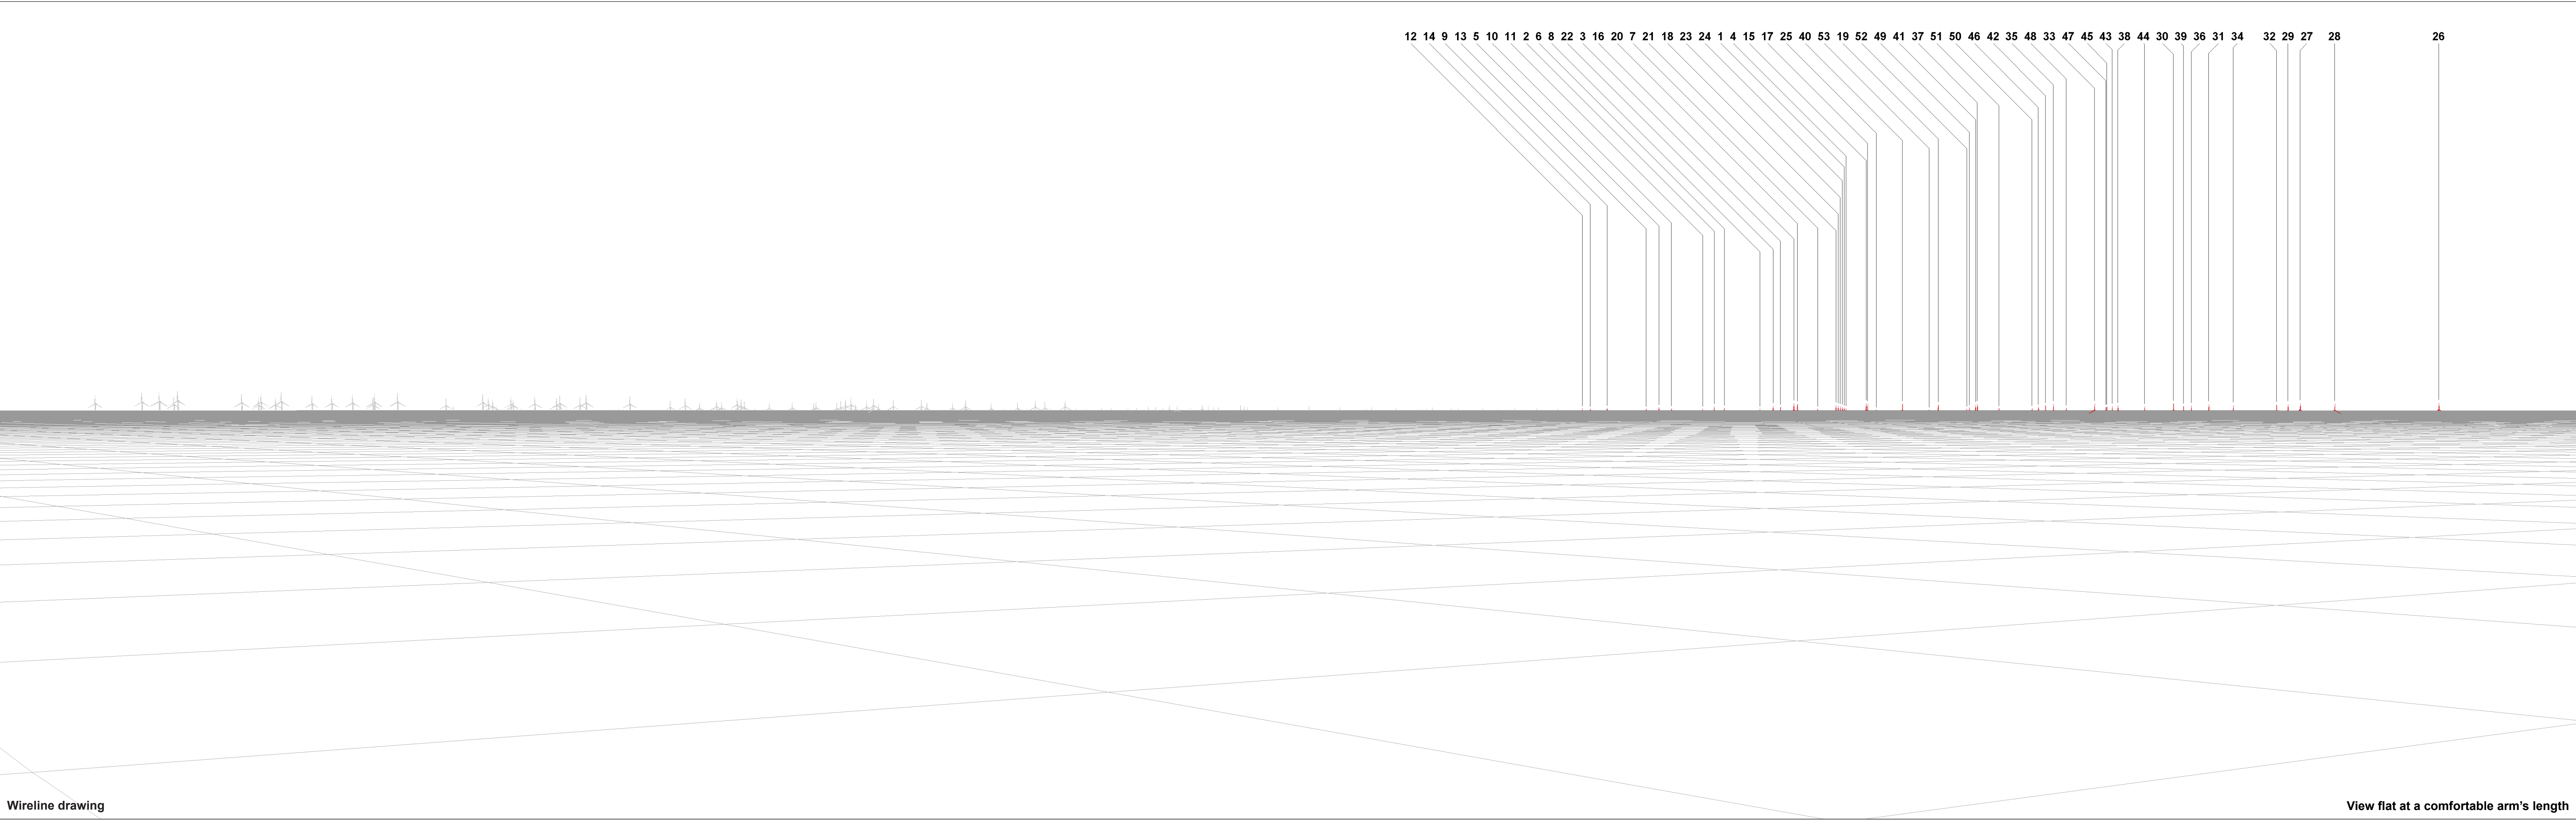 12 14 9 13 5 10 11 2 6 8 22 3 16 20 7 21 18 23 24 1 4 15 17 25 40 53 19 52 49 41 37 51 50 46 42 35 48 33 47 45 43 38 44 30 39 36 31 34 32 29 27 28 26
Wireline drawing
View flat at a comfortable arm's length